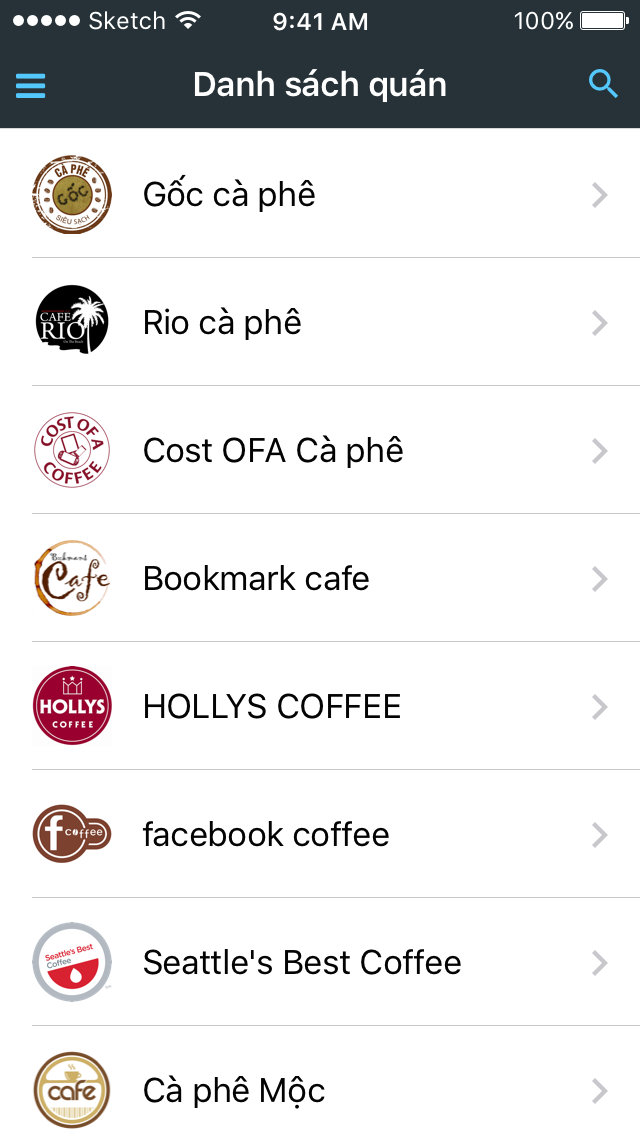 Sketch 9:41 AM 100%
Danh sách quán
CÀ PHÊ
GỐC
SIÊU SẠCH
Gốc cà phê
CAFE
RIO
Rio cà phê
COST OF A
COFFEE
Cost OFA Cà phê
Cafe
Bookmark cafe
HOLLYS
COFFEE
HOLLYS COFFEE
f coffee
facebook coffee
Seattle's Best
Coffee
Seattle's Best Coffee
cafe
Cà phê Mộc